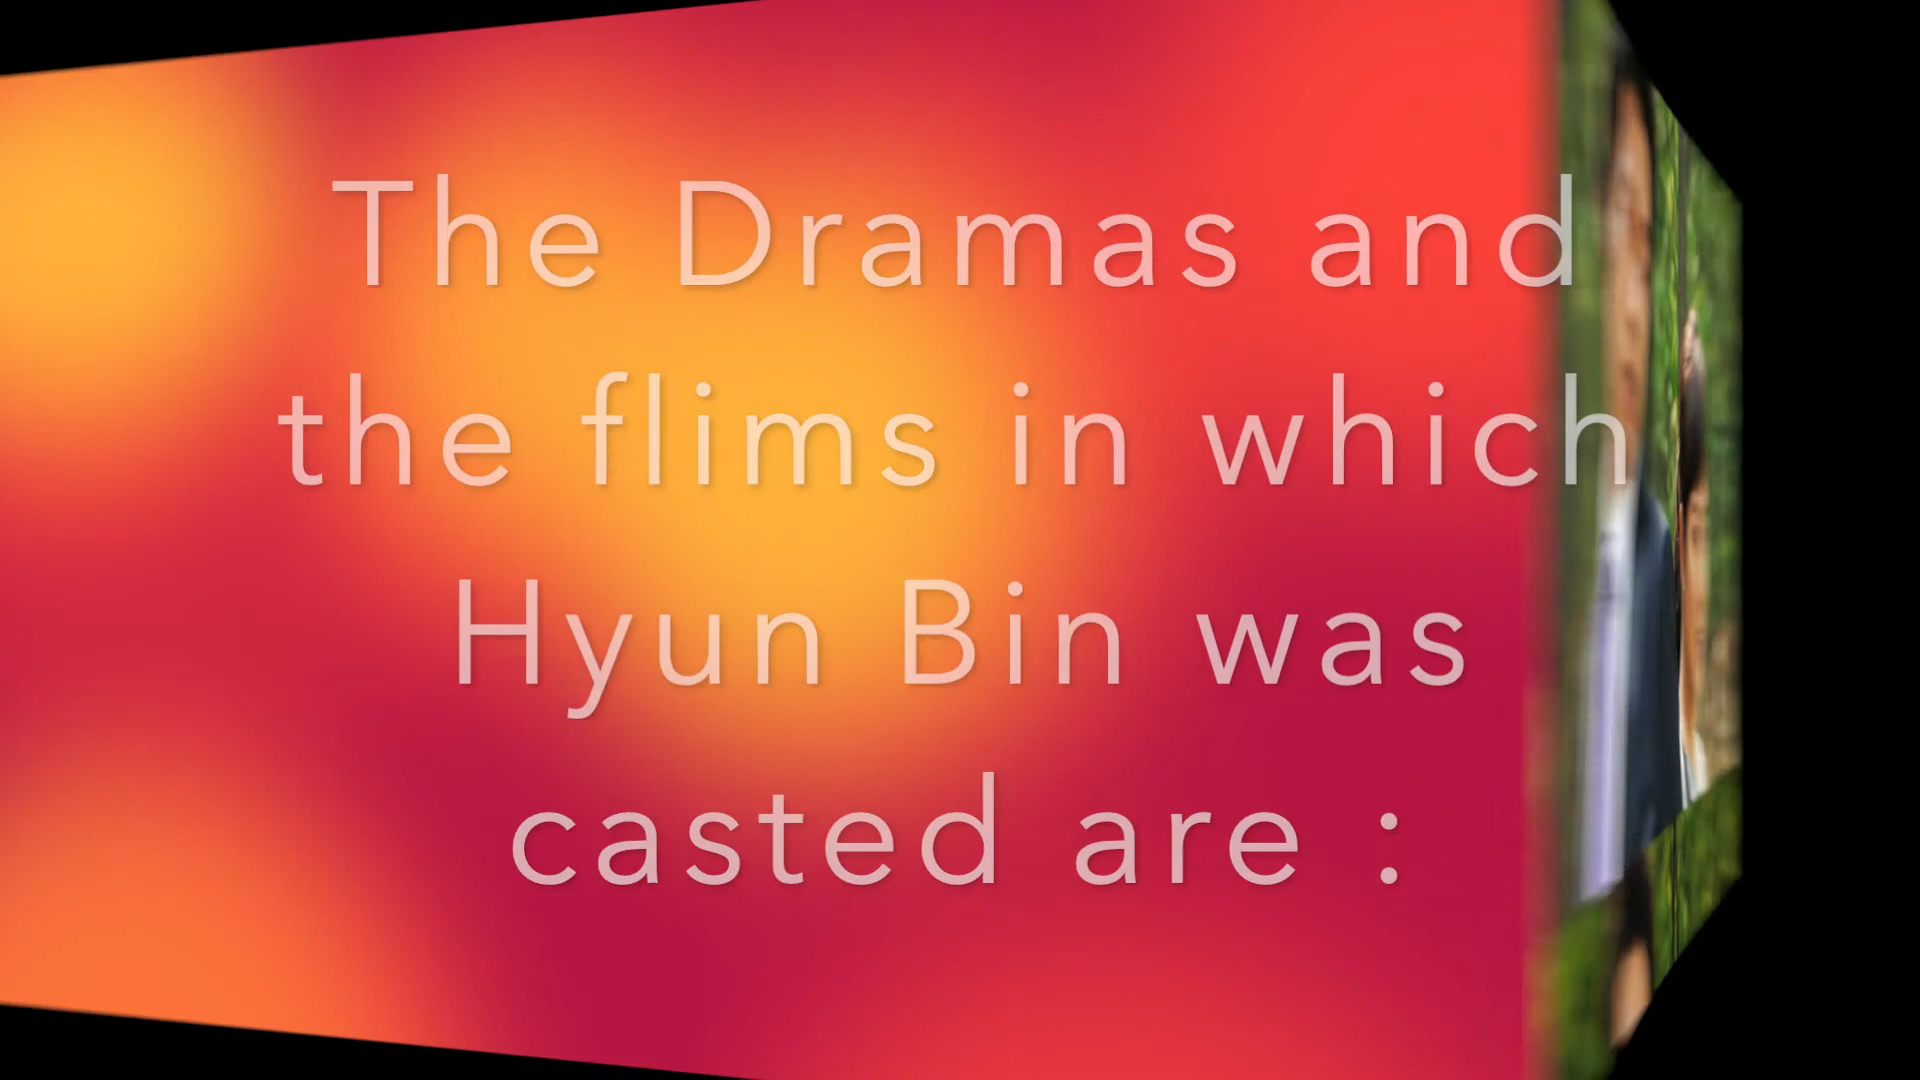 The Dramas and
the flims in which
Hyun Bin was
casted are :